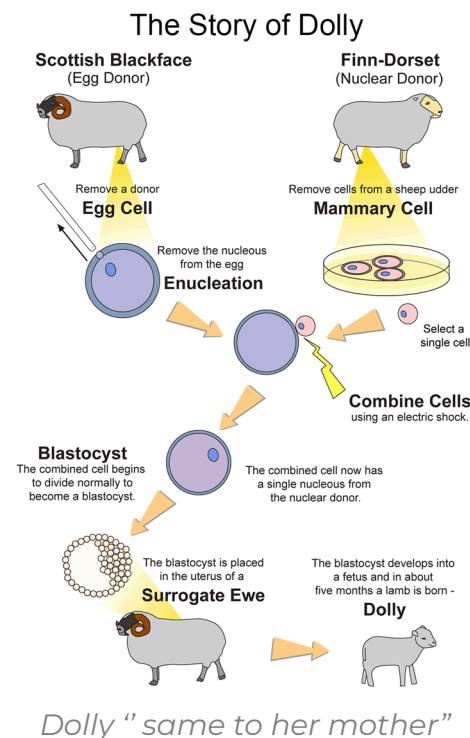 The Story of Dolly
Scottish Blackface
(Egg Donor)
Finn-Dorset
(Nuclear Donor)
Remove a donor
Egg Cell
Remove cells from a sheep udder
Mammary Cell
Remove the nucleous
from the egg
Enucleation
Select a
single cell
Combine Cells
using an electric shock.
Blastocyst
The combined cell begins
to divide normally to
become a blastocyst.
The combined cell now has
a single nucleous from
the nuclear donor.
The blastocyst is placed
in the uterus of a
Surrogate Ewe
The blastocyst develops into
a fetus and in about
five months a lamb is born -
Dolly
Dolly ‘’ same to her mother”